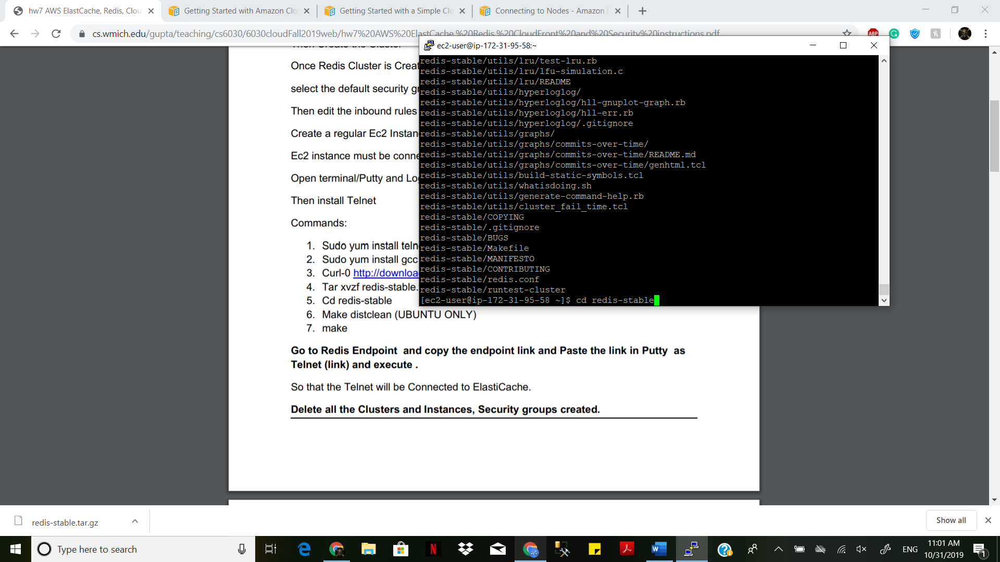 hw7 AWS ElastCache, Redis, Clou
Getting Started with Amazon Clo
Getting Started with a Simple Clo
Connecting to Nodes - Amazon E
cs.wmich.edu/gupta/teaching/cs6030/6030cloudFall2019web/hw7%20AWS%20ElastCache,%20Redis,%20CloudFront%20and%20Security%20instructions.pdf
ABP
Then Create the Cluster
Once Redis Cluster is Creat
select the default security g
Then edit the inbound rules
Create a regular Ec2 Instan
Ec2 instance must be conne
Open terminal/Putty and Lo
Then install Telnet
Commands:
1. Sudo yum install teln
2. Sudo yum install gcc
3. Curl-0 http://downloa
4. Tar xvzf redis-stable.
5. Cd redis-stable
6. Make distclean (UBUNTU ONLY)
7. make
Go to Redis Endpoint and copy the endpoint link and Paste the link in Putty as
Telnet (link) and execute .
So that the Telnet will be Connected to ElastiCache.
Delete all the Clusters and Instances, Security groups created.
ec2-user@ip-172-31-95-58:~
redis-stable/utils/lru/test-lru.rb
redis-stable/utils/lru/lfu-simulation.c
redis-stable/utils/lru/README
redis-stable/utils/hyperloglog/
redis-stable/utils/hyperloglog/hll-gnuplot-graph.rb
redis-stable/utils/hyperloglog/hll-err.rb
redis-stable/utils/hyperloglog/.gitignore
redis-stable/utils/graphs/
redis-stable/utils/graphs/commits-over-time/
redis-stable/utils/graphs/commits-over-time/README.md
redis-stable/utils/graphs/commits-over-time/genhtml.tcl
redis-stable/utils/build-static-symbols.tcl
redis-stable/utils/whatisdoing.sh
redis-stable/utils/generate-command-help.rb
redis-stable/utils/cluster_fail_time.tcl
redis-stable/COPYING
redis-stable/.gitignore
redis-stable/BUGS
redis-stable/Makefile
redis-stable/MANIFESTO
redis-stable/CONTRIBUTING
redis-stable/redis.conf
redis-stable/runtest-cluster
[ec2-user@ip-172-31-95-58 ~]$ cd redis-stable
redis-stable.tar.gz
Show all
Type here to search
ENG
11:01 AM
10/31/2019
1